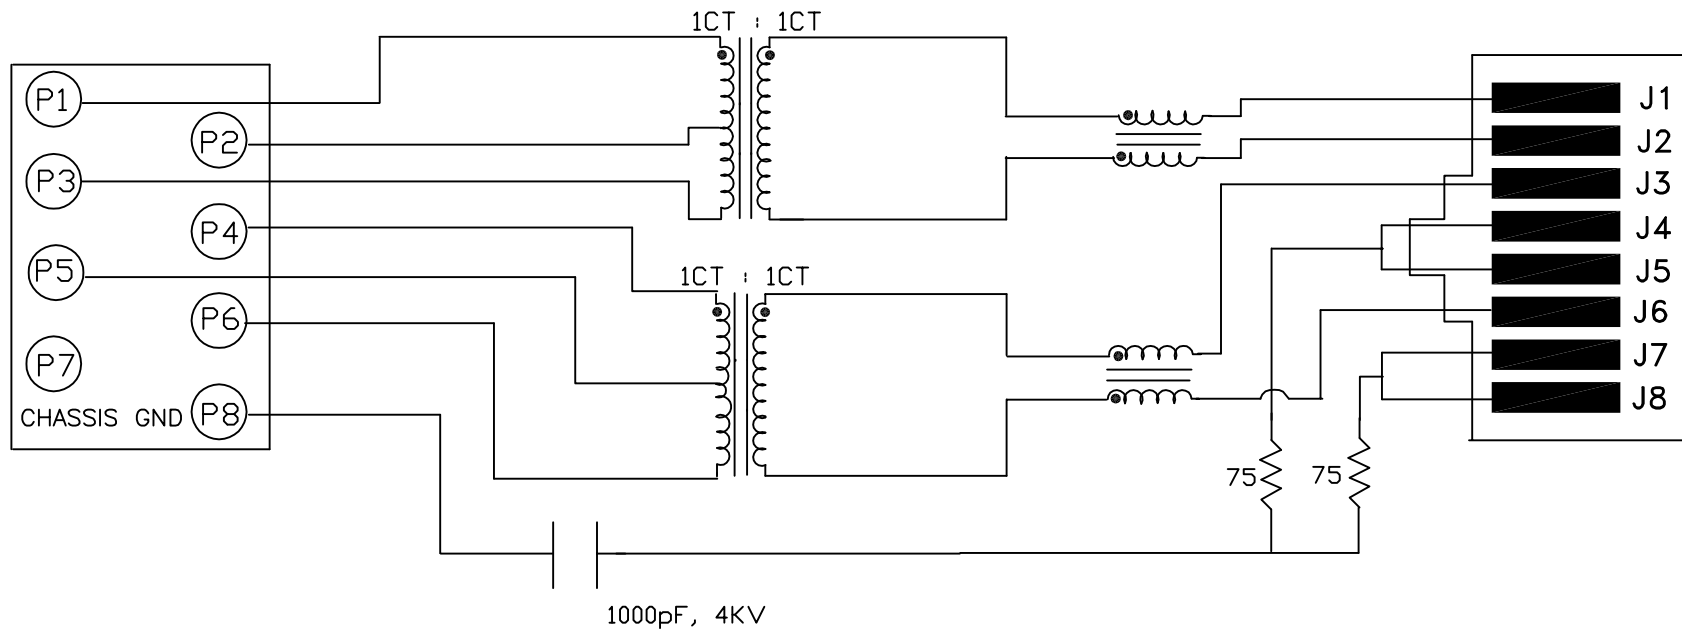 1CT : 1CT
P1
P2
P3
P4
P5
P6
P7
CHASSIS GND P8
1CT : 1CT
J1
J2
J3
J4
J5
J6
J7
J8
75 75
1000pF, 4KV